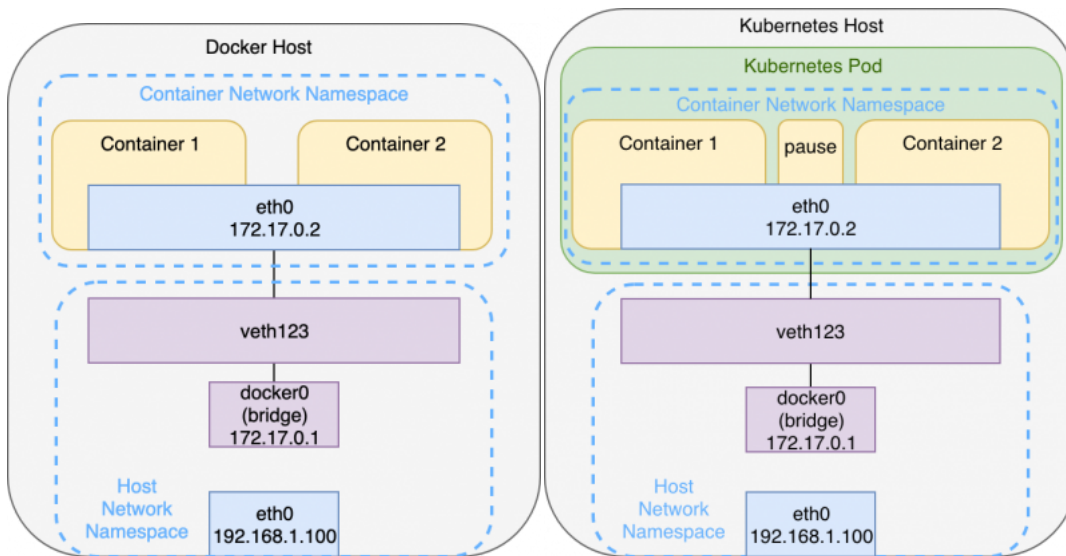 Docker Host
Container Network Namespace
Container 1
Container 2
eth0
172.17.0.2
veth123
docker0
(bridge)
172.17.0.1
Host
Network
Namespace
eth0
192.168.1.100
Kubernetes Host
Kubernetes Pod
Container Network Namespace
Container 1
pause
Container 2
eth0
172.17.0.2
veth123
docker0
(bridge)
172.17.0.1
Host
Network
Namespace
eth0
192.168.1.100